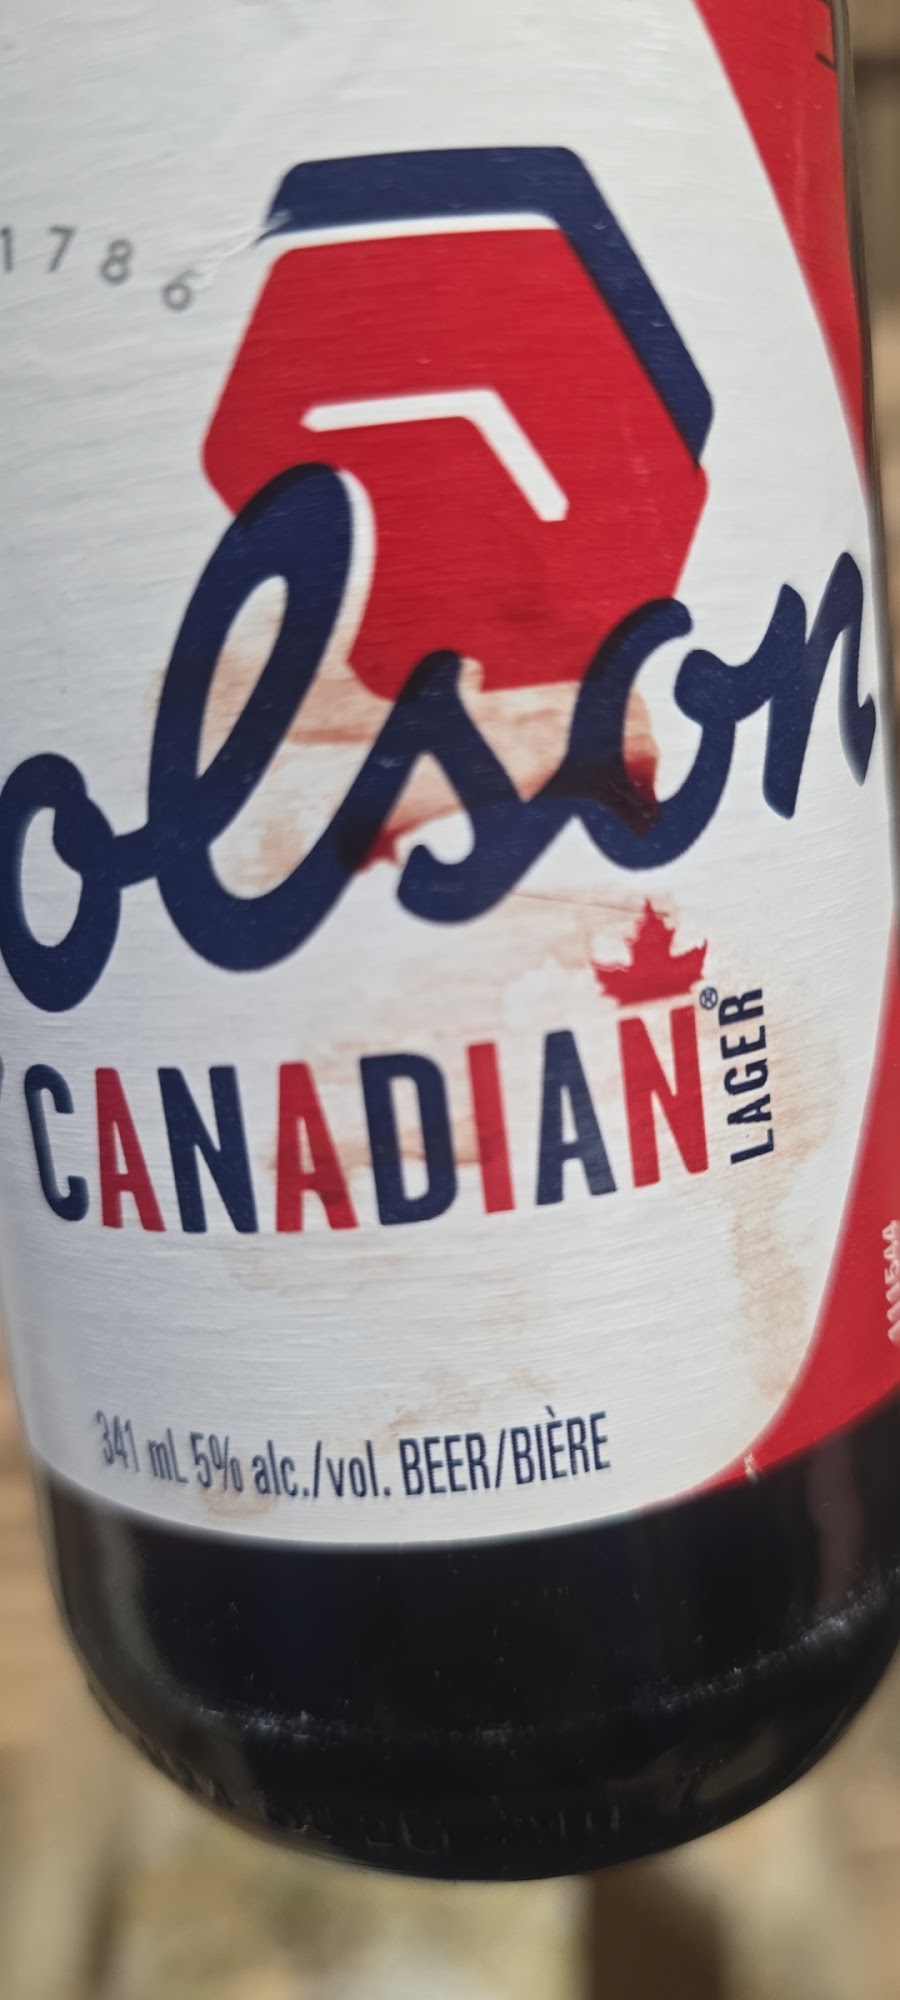 1786
olson
CANADIAN
LAGER
341 mL 5% alc./vol. BEER/BIÈRE